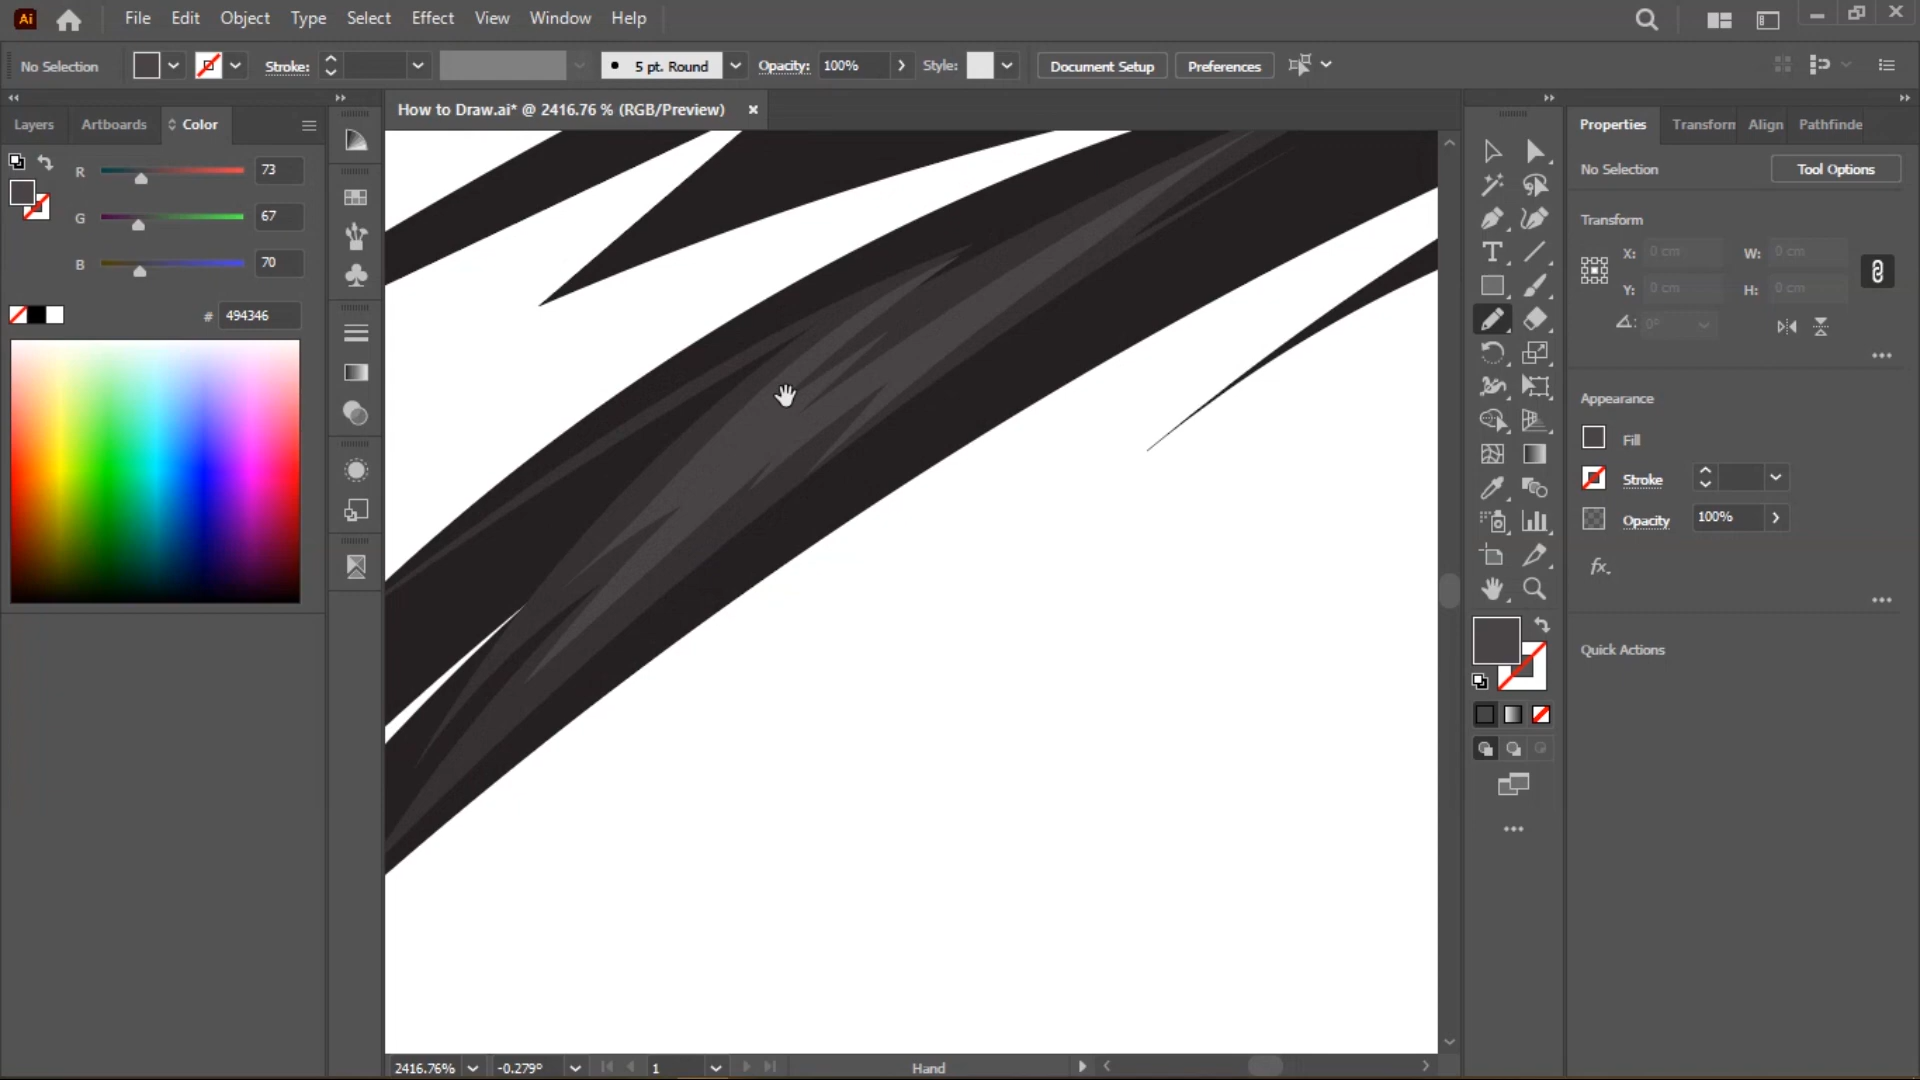 Ai File Edit Object Type Select Effect View Window Help
No Selection Stroke: 5 pt. Round Opacity: 100% Style: Document Setup Preferences
How to Draw.ai* @ 2416.76 % (RGB/Preview)
Layers Artboards Color
R 73
G 67
B 70
# 494346
Properties Transform Align Pathfinde
No Selection Tool Options
Transform
X: 0 cm W: 0 cm
Y: 0 cm H: 0 cm
0°
Appearance
Fill
Stroke
Opacity 100%
fx.
Quick Actions
2416.76% -0.279° 1 Hand